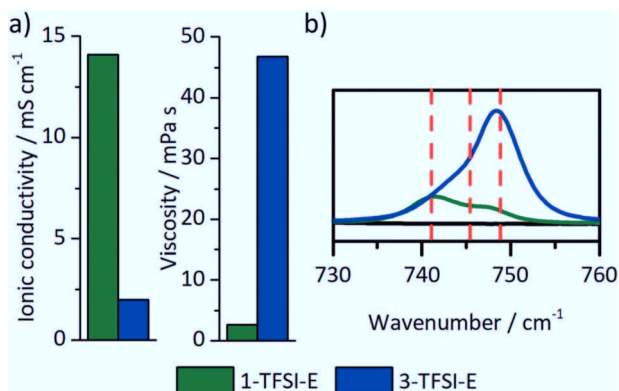 a)
Ionic conductivity / mS cm⁻¹
15
10
5
0
Viscosity / mPa s
50
40
30
20
10
0
b)
730 740 750 760
Wavenumber / cm⁻¹
1-TFSI-E 3-TFSI-E